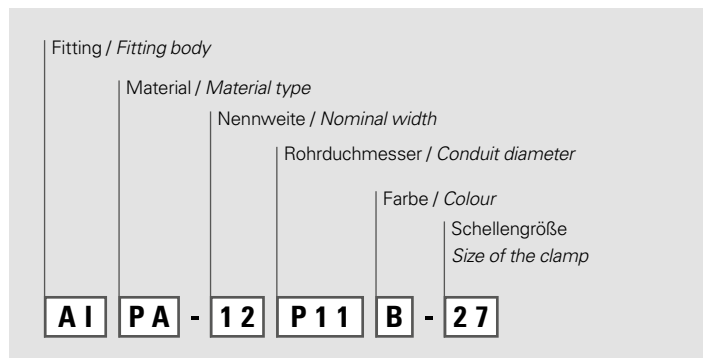 Fitting / Fitting body
Material / Material type
Nennweite / Nominal width
Rohrduchmesser / Conduit diameter
Farbe / Colour
Schellengröße
Size of the clamp
AI PA - 12 P11 B - 27